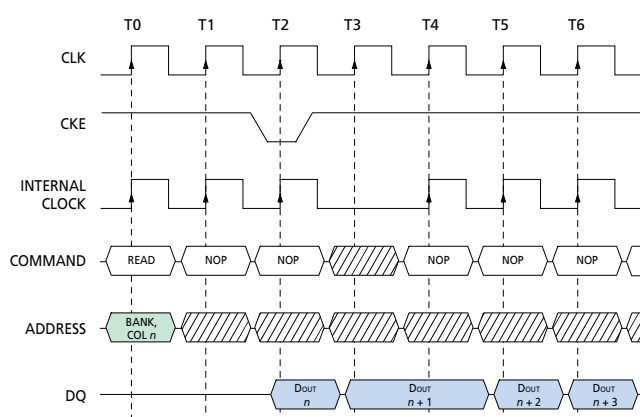 T0 T1 T2 T3 T4 T5 T6
CLK
CKE
INTERNAL
CLOCK
COMMAND READ NOP NOP NOP NOP NOP
ADDRESS
BANK,
COL n
DQ
DOUT
n
DOUT
n + 1
DOUT
n + 2
DOUT
n + 3